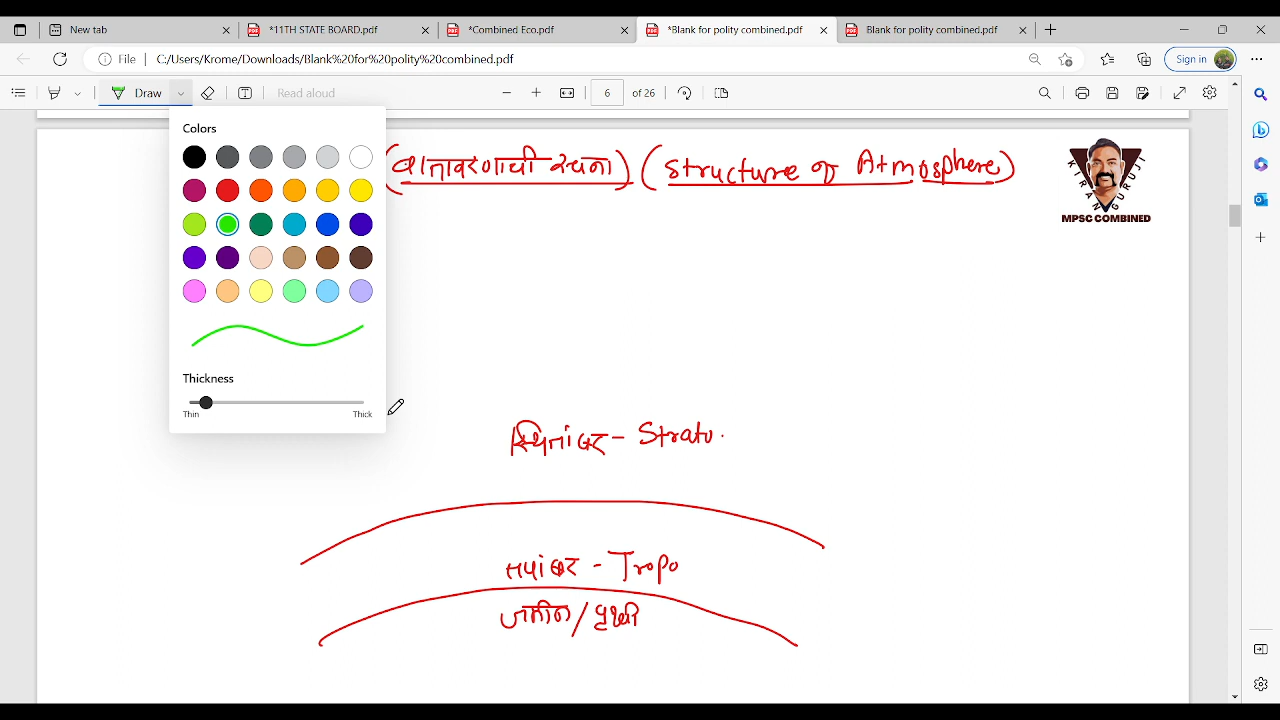 New tab
*11TH STATE BOARD.pdf
*Combined Eco.pdf
*Blank for polity combined.pdf
Blank for polity combined.pdf
File
C:/Users/Krome/Downloads/Blank%20for%20polity%20combined.pdf
Sign in
Draw
Read aloud
6 of 26
Colors
Thickness
Thin Thick
(वातावरणाची रचना) (Structure of Atmosphere)
KIRAN GURUJI
MPSC COMBINED
स्थितांबर - Strato.
तपांबर - Tropo
जमीन / पृथ्वी